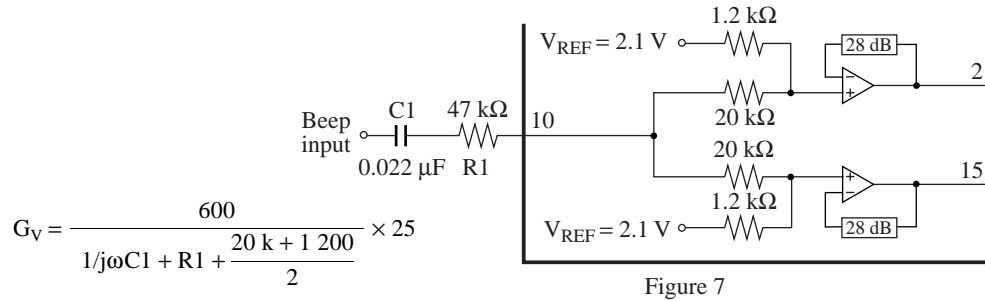 1.2 kΩ
V_REF = 2.1 V
28 dB
−
+
2
20 kΩ
Beep
input
C1
0.022 µF
47 kΩ
R1
10
20 kΩ
+
−
15
1.2 kΩ
V_REF = 2.1 V
28 dB
G_V = 600 / (1/jωC1 + R1 + (20 k + 1 200)/2) × 25
Figure 7